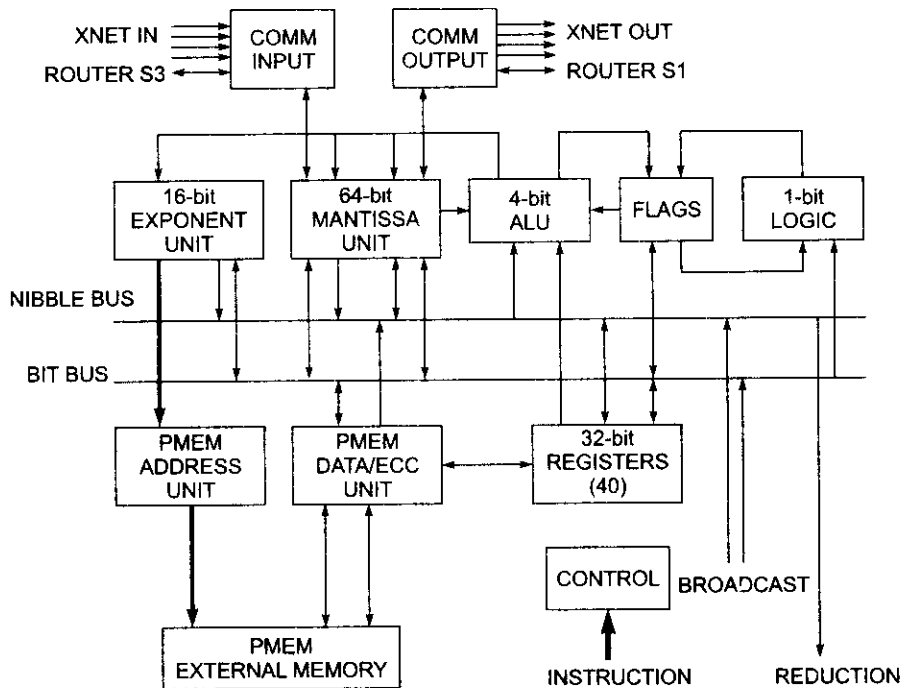 XNET IN
ROUTER S3
COMM
INPUT
COMM
OUTPUT
XNET OUT
ROUTER S1
16-bit
EXPONENT
UNIT
64-bit
MANTISSA
UNIT
4-bit
ALU
FLAGS
1-bit
LOGIC
NIBBLE BUS
BIT BUS
PMEM
ADDRESS
UNIT
PMEM
DATA/ECC
UNIT
32-bit
REGISTERS
(40)
CONTROL
BROADCAST
PMEM
EXTERNAL MEMORY
INSTRUCTION
REDUCTION